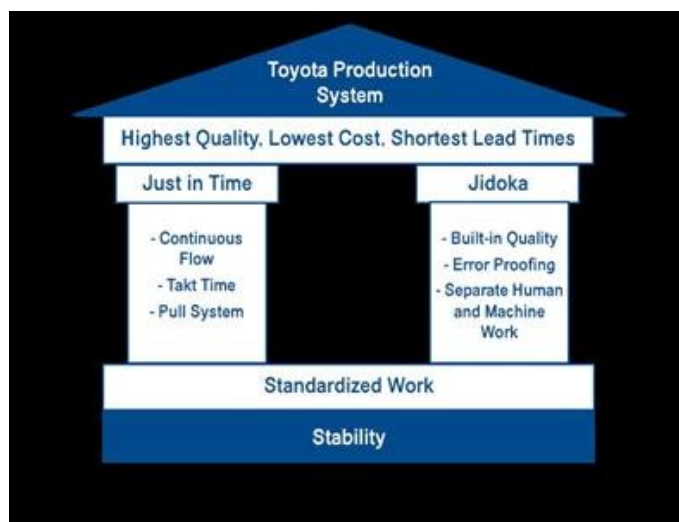 Toyota Production
System
Highest Quality, Lowest Cost, Shortest Lead Times
Just in Time
- Continuous
Flow
- Takt Time
- Pull System
Jidoka
- Built-in Quality
- Error Proofing
- Separate Human
and Machine
Work
Standardized Work
Stability